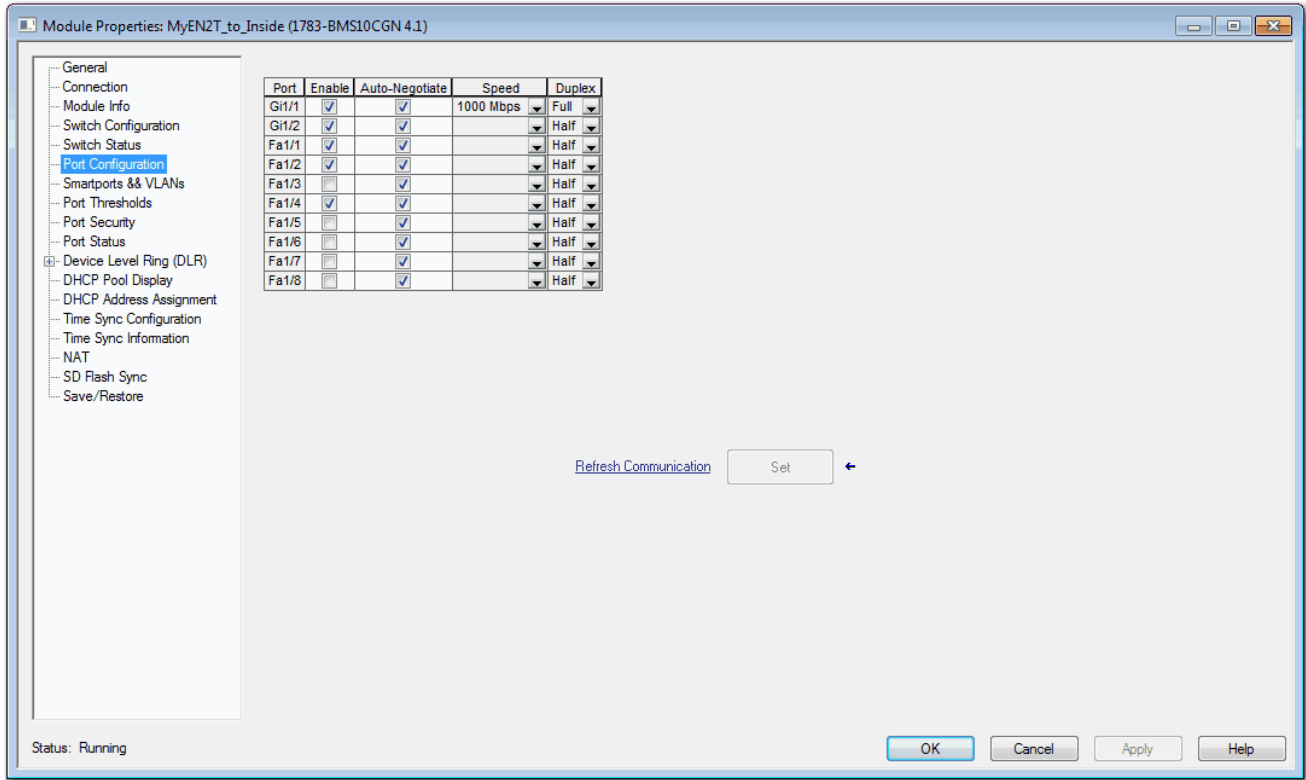 Module Properties: MyEN2T_to_Inside (1783-BMS10CGN 4.1)
General
Connection
Module Info
Switch Configuration
Switch Status
Port Configuration
Smartports && VLANs
Port Thresholds
Port Security
Port Status
Device Level Ring (DLR)
DHCP Pool Display
DHCP Address Assignment
Time Sync Configuration
Time Sync Information
NAT
SD Flash Sync
Save/Restore
Port Enable Auto-Negotiate Speed Duplex
Gi1/1 1000 Mbps Full
Gi1/2 Half
Fa1/1 Half
Fa1/2 Half
Fa1/3 Half
Fa1/4 Half
Fa1/5 Half
Fa1/6 Half
Fa1/7 Half
Fa1/8 Half
Refresh Communication Set
Status: Running OK Cancel Apply Help